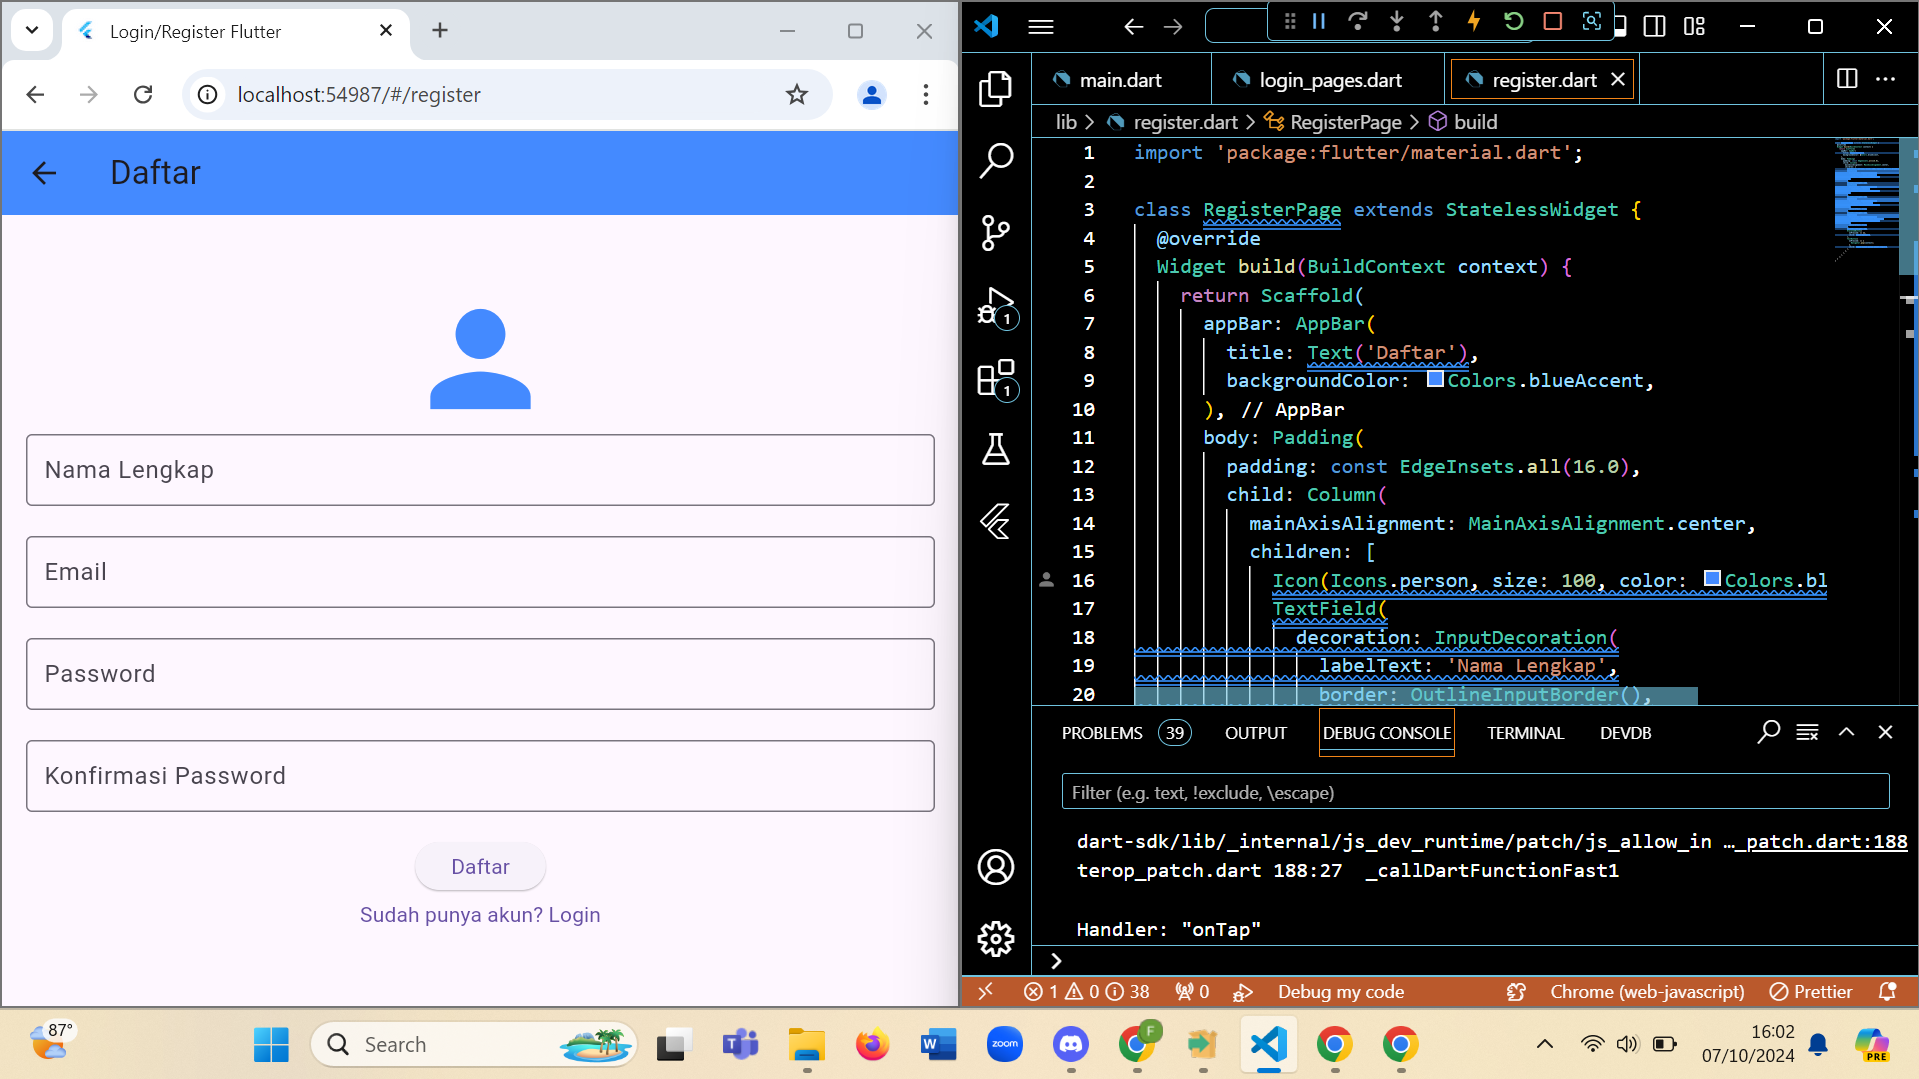 Login/Register Flutter
localhost:54987/#/register
Daftar
Nama Lengkap
Email
Password
Konfirmasi Password
Daftar
Sudah punya akun? Login
main.dart
login_pages.dart
register.dart
lib > register.dart > RegisterPage > build
1 import 'package:flutter/material.dart';
2
3 class RegisterPage extends StatelessWidget {
4 @override
5 Widget build(BuildContext context) {
6 return Scaffold(
7 appBar: AppBar(
8 title: Text('Daftar'),
9 backgroundColor: Colors.blueAccent,
10 ), // AppBar
11 body: Padding(
12 padding: const EdgeInsets.all(16.0),
13 child: Column(
14 mainAxisAlignment: MainAxisAlignment.center,
15 children: [
16 Icon(Icons.person, size: 100, color: Colors.bl
17 TextField(
18 decoration: InputDecoration(
19 labelText: 'Nama Lengkap',
20 border: OutlineInputBorder(),
1
1
PROBLEMS 39 OUTPUT DEBUG CONSOLE TERMINAL DEVDB
Filter (e.g. text, !exclude, \escape)
dart-sdk/lib/_internal/js_dev_runtime/patch/js_allow_in …_patch.dart:188
terop_patch.dart 188:27 _callDartFunctionFast1
Handler: "onTap"
>
1 0 38 0 Debug my code Chrome (web-javascript) Prettier
87°
Search
W
zoom
F
PRE
16:02
07/10/2024